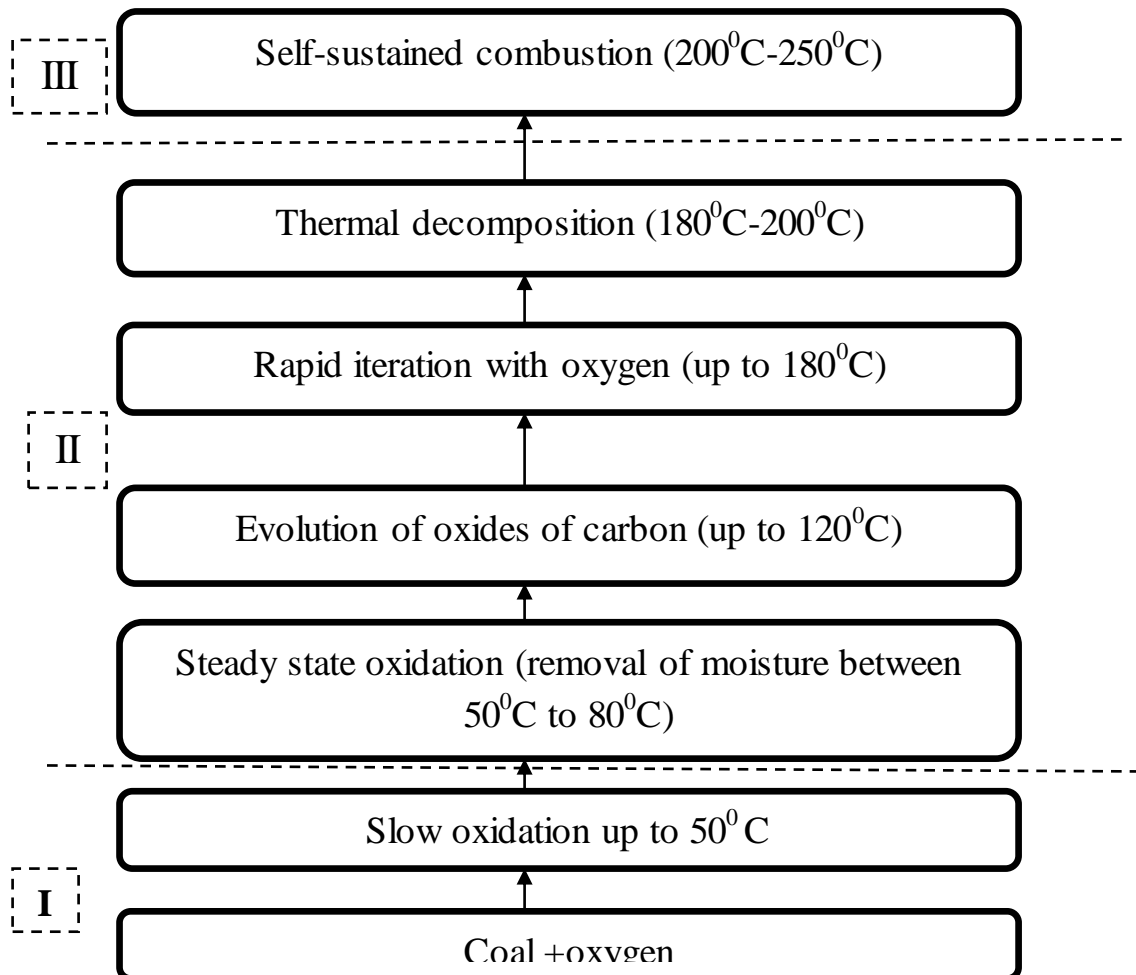 III
Self-sustained combustion (200⁰C-250⁰C)
Thermal decomposition (180⁰C-200⁰C)
Rapid iteration with oxygen (up to 180⁰C)
II
Evolution of oxides of carbon (up to 120⁰C)
Steady state oxidation (removal of moisture between
50⁰C to 80⁰C)
Slow oxidation up to 50⁰ C
I
Coal +oxygen